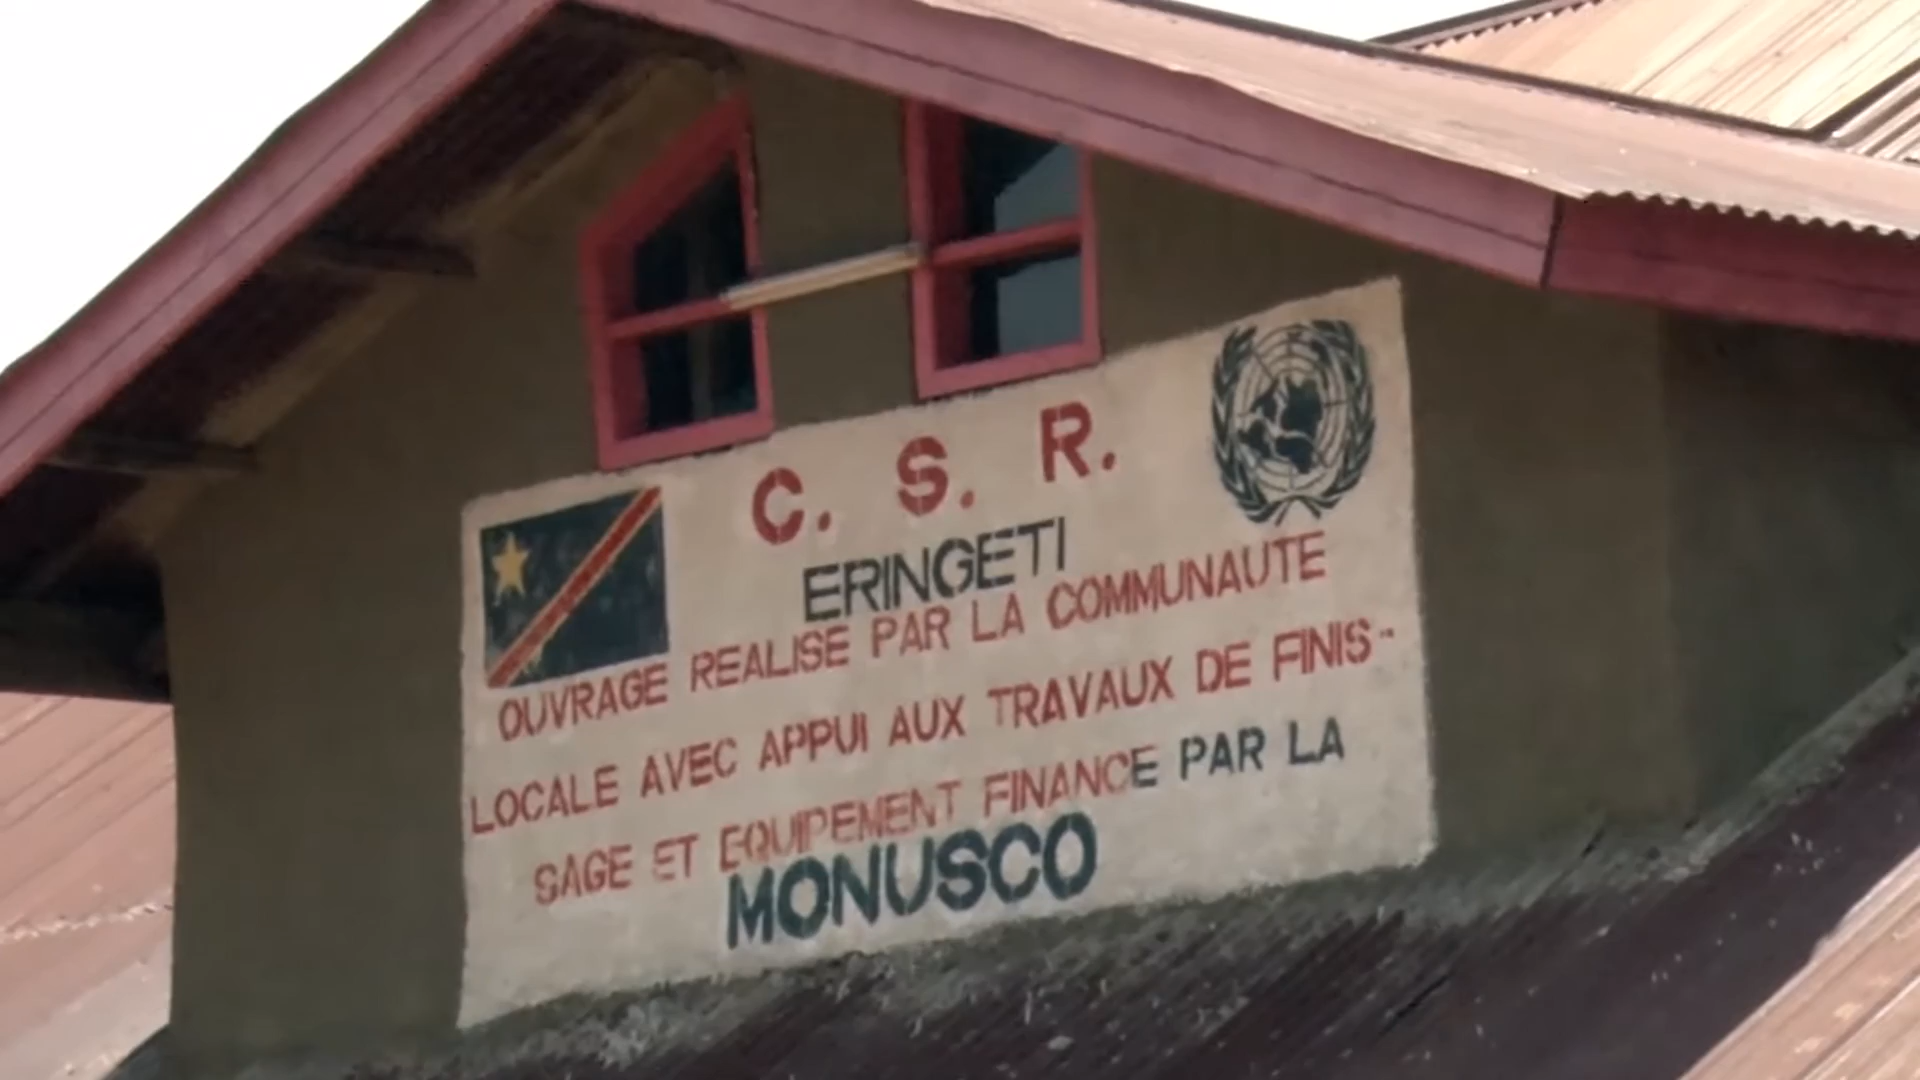 C. S. R.
ERINGETI
OUVRAGE REALISE PAR LA COMMUNAUTE
LOCALE AVEC APPUI AUX TRAVAUX DE FINIS-
SAGE ET EQUIPEMENT FINANCE PAR LA
MONUSCO